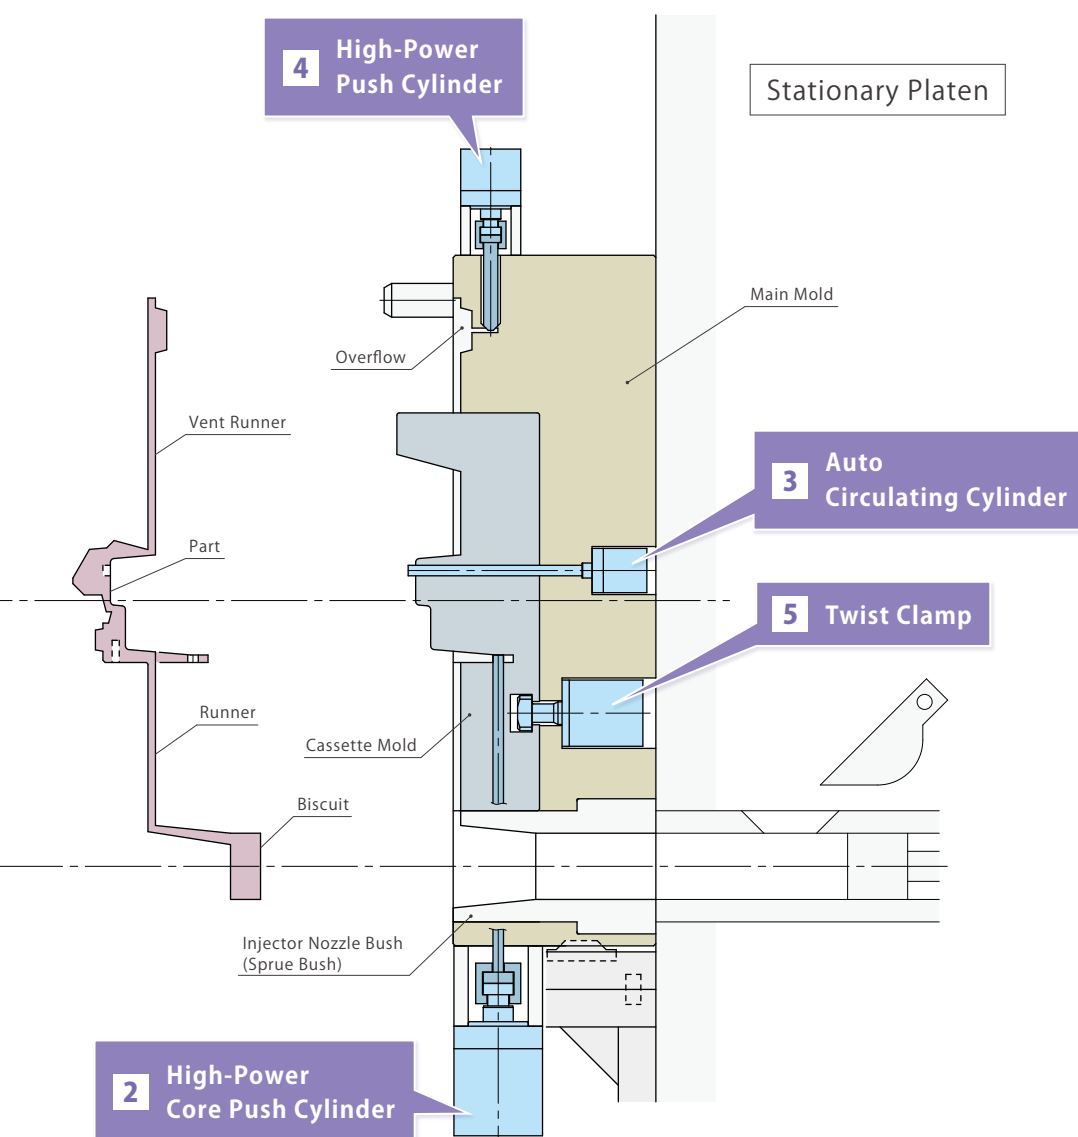 4
High-Power
Push Cylinder
Stationary Platen
Main Mold
Overflow
Vent Runner
3
Auto
Circulating Cylinder
Part
5
Twist Clamp
Runner
Cassette Mold
Biscuit
Injector Nozzle Bush
(Sprue Bush)
2
High-Power
Core Push Cylinder